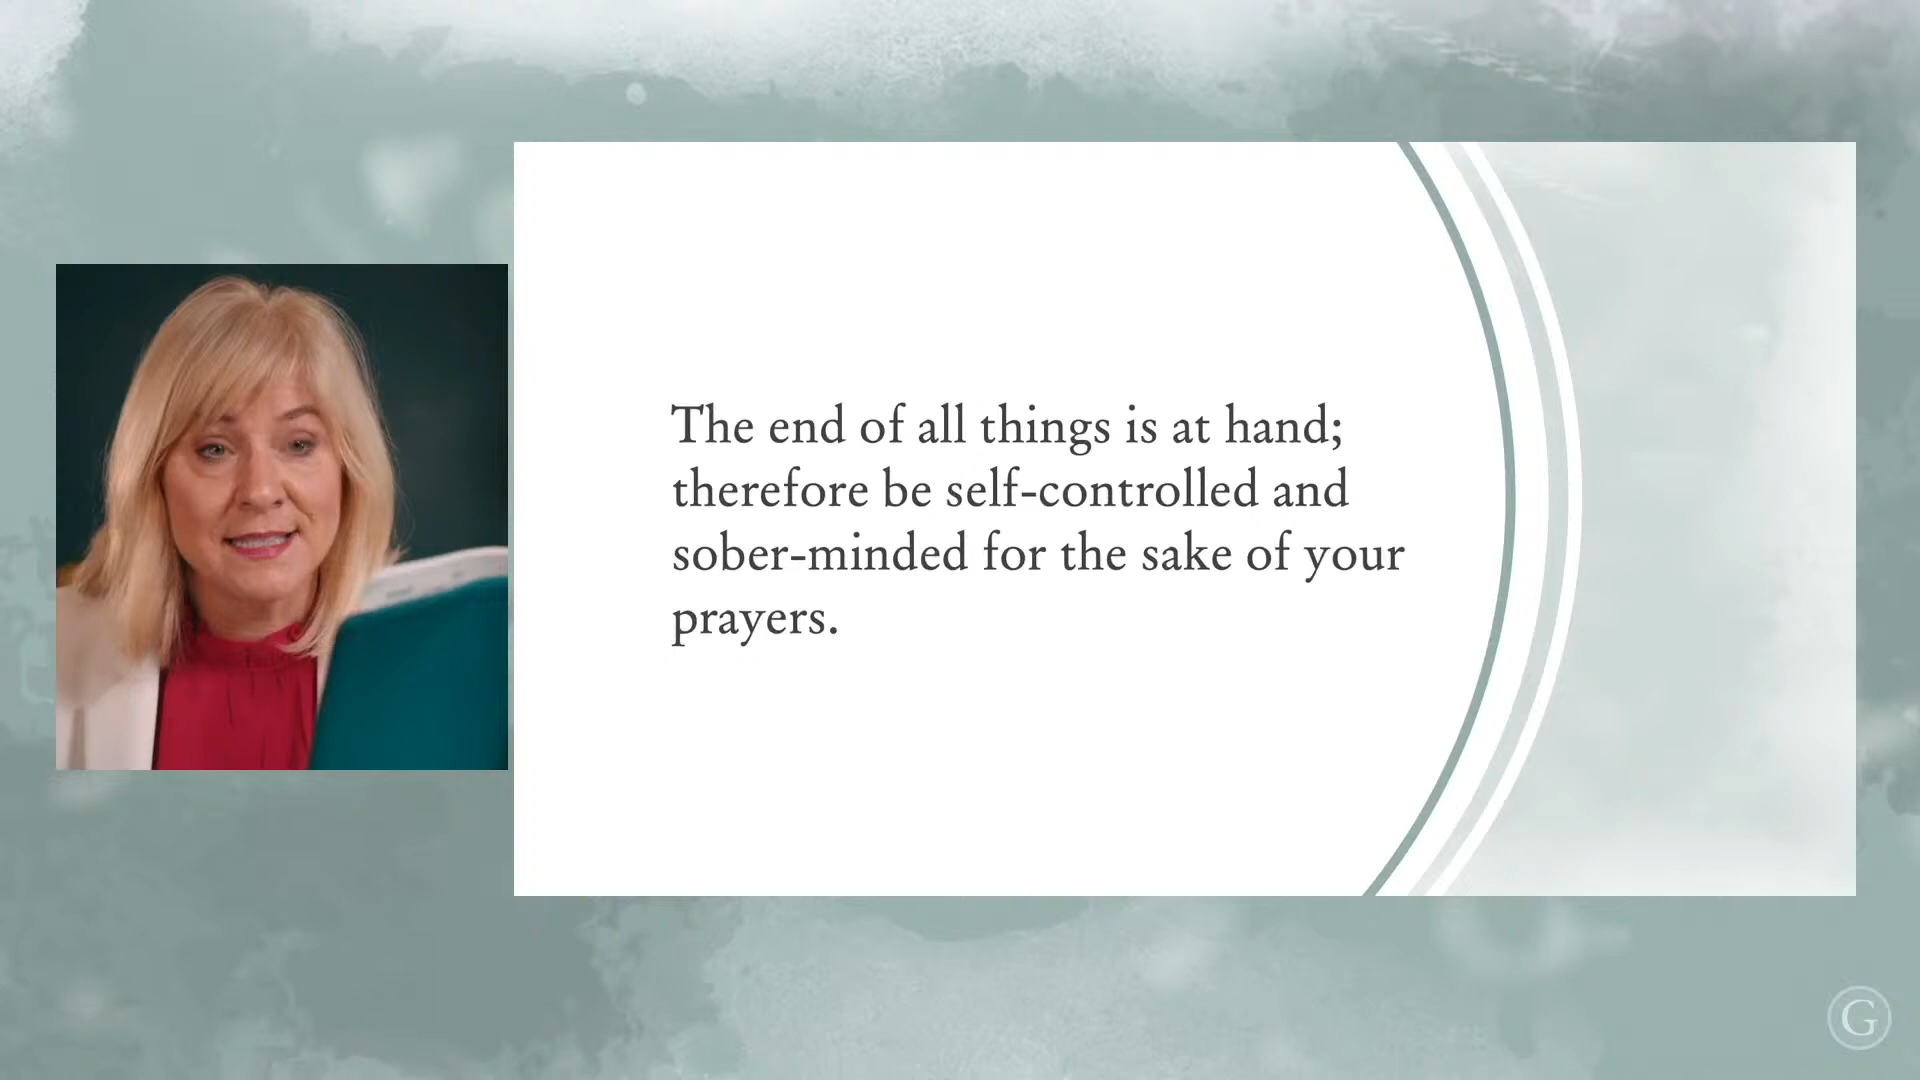 The end of all things is at hand;
therefore be self-controlled and
sober-minded for the sake of your
prayers.
G